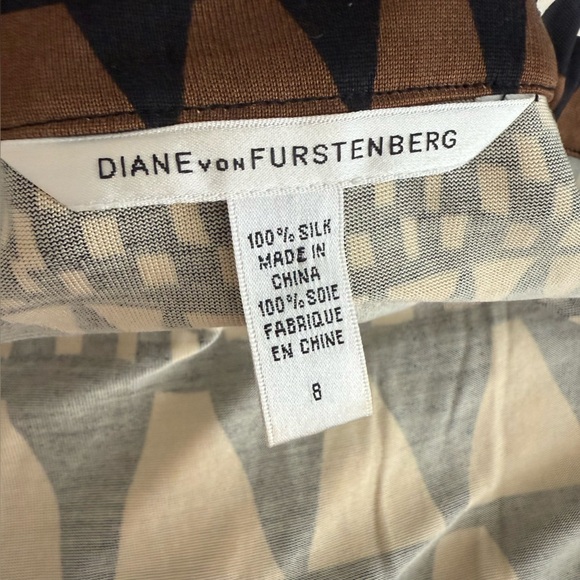 DIANE VON FURSTENBERG
100% SILK
MADE IN
CHINA
100% SOIE
FABRIQUE
EN CHINE
8